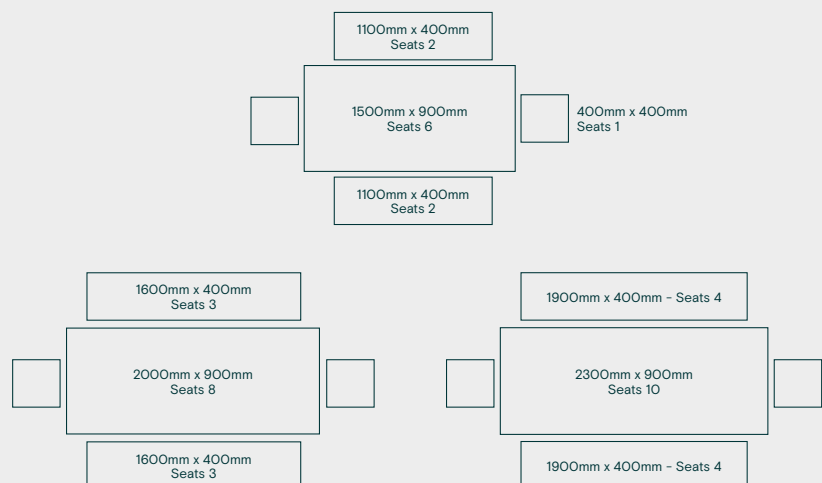 1100mm x 400mm
Seats 2
1500mm x 900mm
Seats 6
400mm x 400mm
Seats 1
1100mm x 400mm
Seats 2
1600mm x 400mm
Seats 3
1900mm x 400mm - Seats 4
2000mm x 900mm
Seats 8
2300mm x 900mm
Seats 10
1600mm x 400mm
Seats 3
1900mm x 400mm - Seats 4